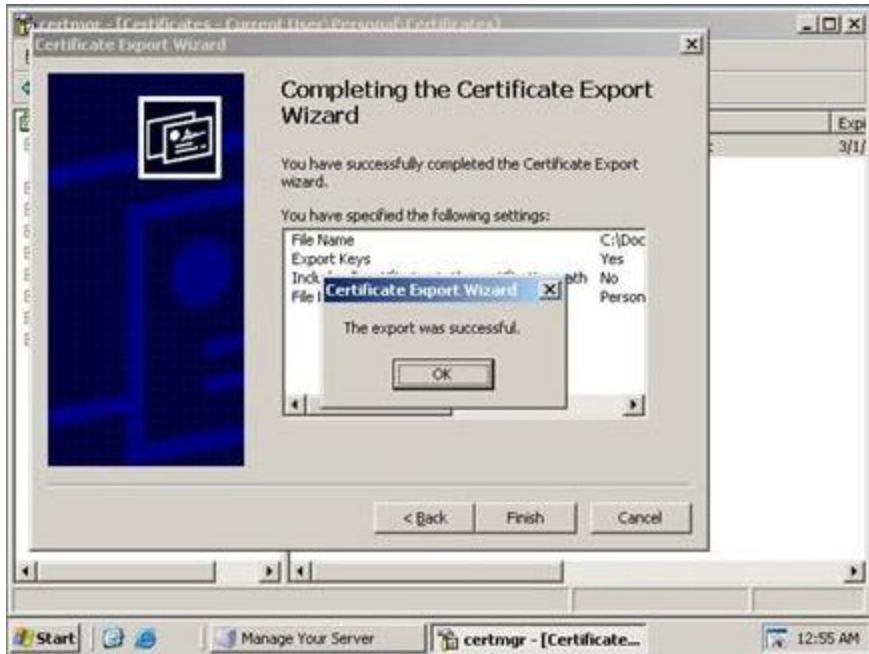 certmgr - [Certificates - Current User\Personal\Certificates]
Certificate Export Wizard
Completing the Certificate Export
Wizard
You have successfully completed the Certificate Export
wizard.
You have specified the following settings:
File Name C:\Doc
Export Keys Yes
Incl ath No
File Person
Certificate Export Wizard
The export was successful.
OK
< Back Finish Cancel
Expi
3/1/
Start Manage Your Server certmgr - [Certificate... 12:55 AM